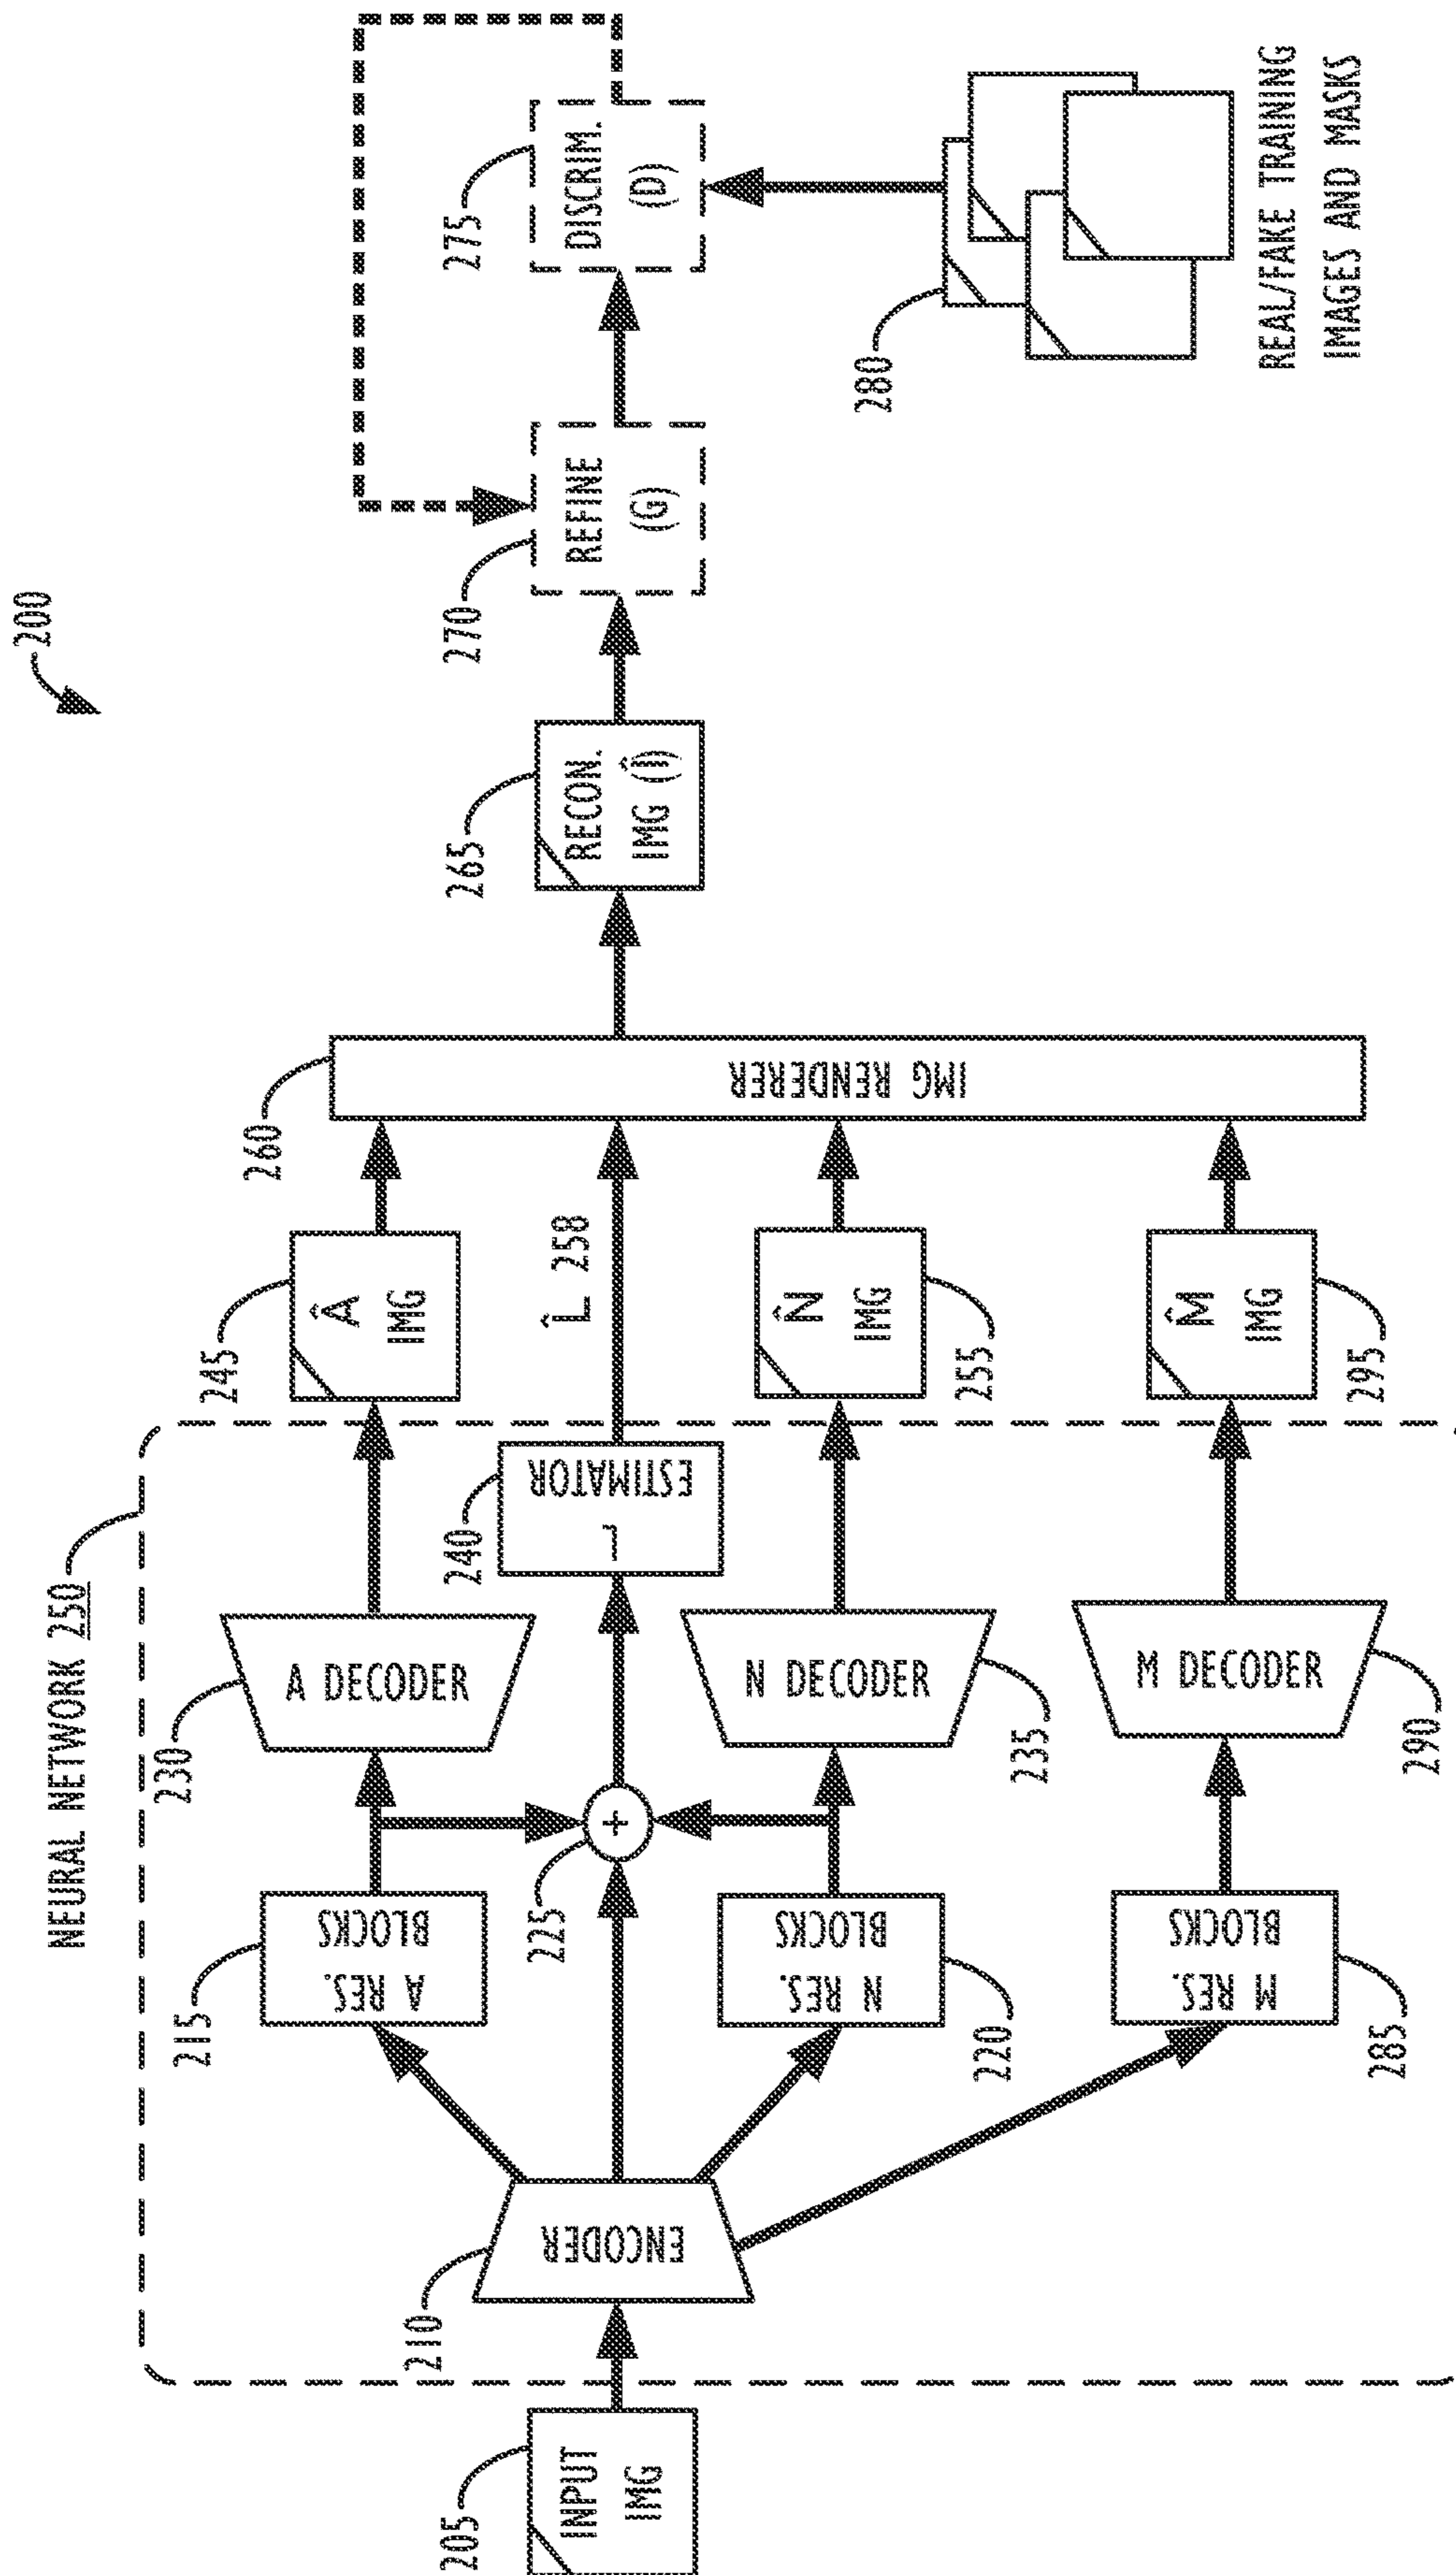 200
NEURAL NETWORK 250
205
INPUT
IMG
210
ENCODER
215
A RES.
BLOCKS
220
N RES.
BLOCKS
285
M RES.
BLOCKS
225
+
230
A DECODER
235
N DECODER
290
M DECODER
240
L
ESTIMATOR
245
Â
IMG
L̂ 258
N̂
IMG
255
M̂
IMG
295
260
IMG RENDERER
265
RECON.
IMG (Î)
270
REFINE
(G)
275
DISCRIM.
(D)
280
REAL/FAKE TRAINING
IMAGES AND MASKS